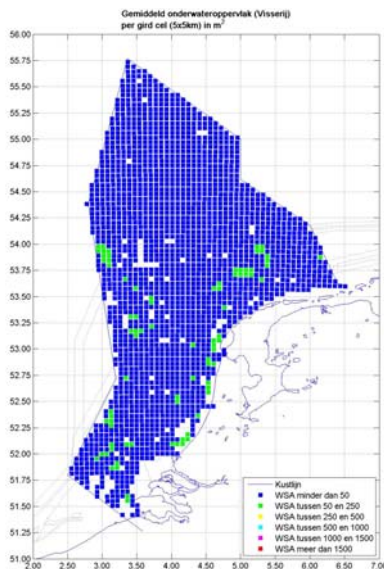 Gemiddeld onderwateroppervlak (Visserij)
per gird cel (5x5km) in m²
56.00
55.75
55.50
55.25
55.00
54.75
54.50
54.25
54.00
53.75
53.50
53.25
53.00
52.75
52.50
52.25
52.00
51.75
51.50
51.25
51.00
2.00 2.50 3.00 3.50 4.00 4.50 5.00 5.50 6.00 6.50 7.00
Kustlijn
WSA minder dan 50
WSA tussen 50 en 250
WSA tussen 250 en 500
WSA tussen 500 en 1000
WSA tussen 1000 en 1500
WSA meer dan 1500